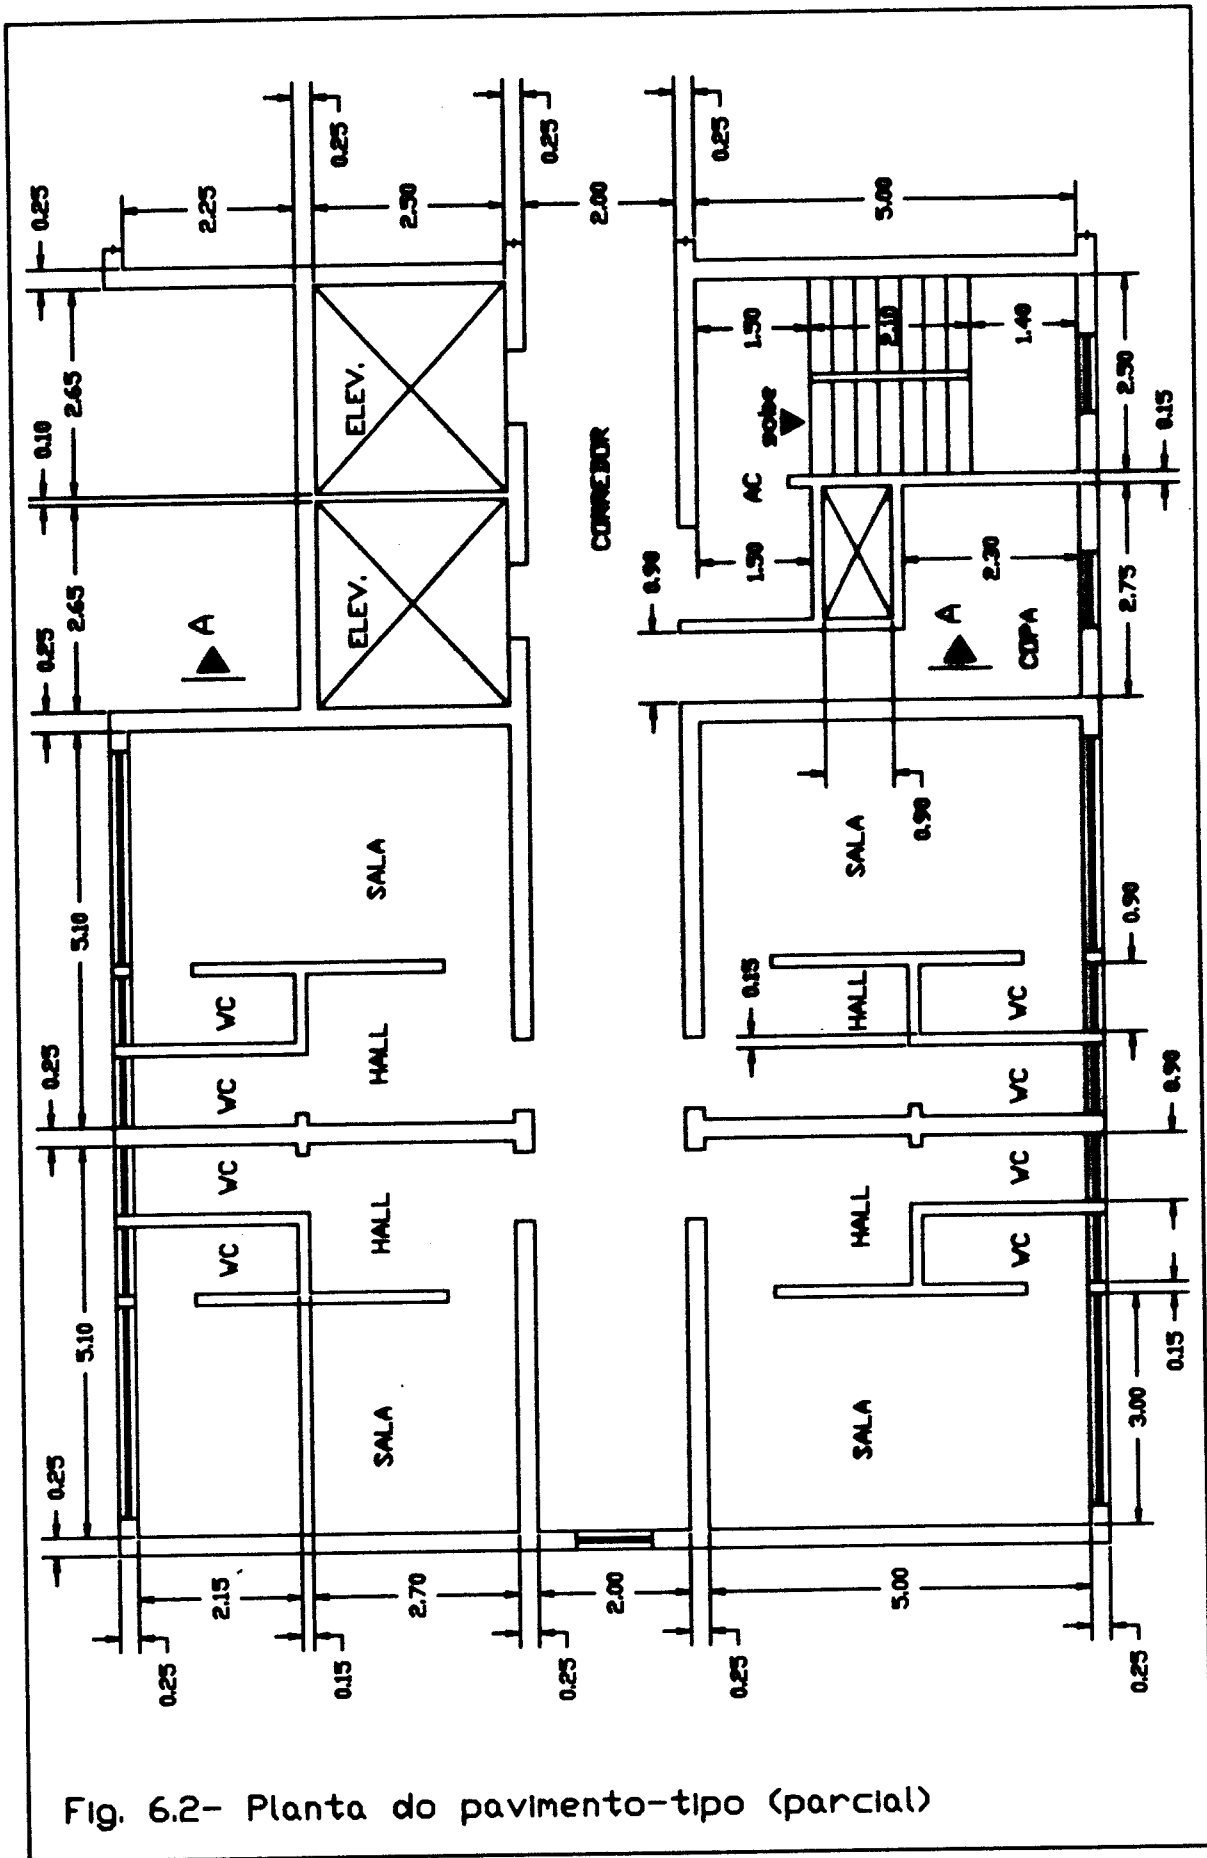 0.25
2.65
0.10
2.65
0.25
5.10
0.25
5.10
0.25
2.25
0.25
2.50
0.25
2.00
0.25
5.00
ELEV.
ELEV.
A
CORREDOR
sobe
AC
1.50
2.10
1.40
1.50
2.30
2.50
0.15
2.75
0.90
A
COPA
0.90
SALA
SALA
WC
HALL
WC
0.15
HALL
WC
WC
0.90
0.90
WC
HALL
WC
HALL
WC
WC
SALA
SALA
3.00
0.15
2.15
2.70
2.00
5.00
0.25
0.15
0.25
0.25
0.25
Fig. 6.2- Planta do pavimento-tipo (parcial)